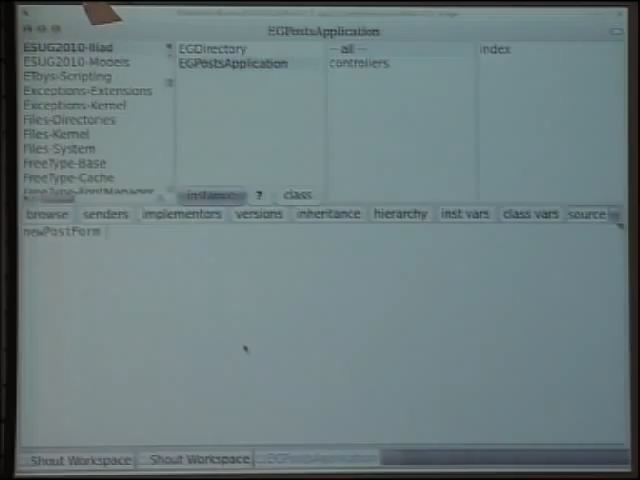 EGPostsApplication
ESUG2010-Iliad
ESUG2010-Models
EToys-Scripting
Exceptions-Extensions
Exceptions-Kernel
Files-Directories
Files-Kernel
Files-System
FreeType-Base
FreeType-Cache
FreeType-FontManager
EGDirectory
EGPostsApplication
-- all --
controllers
index
instance ? class
browse senders implementors versions inheritance hierarchy inst vars class vars source
newPostForm
Shout Workspace Shout Workspace EGPostsApplication